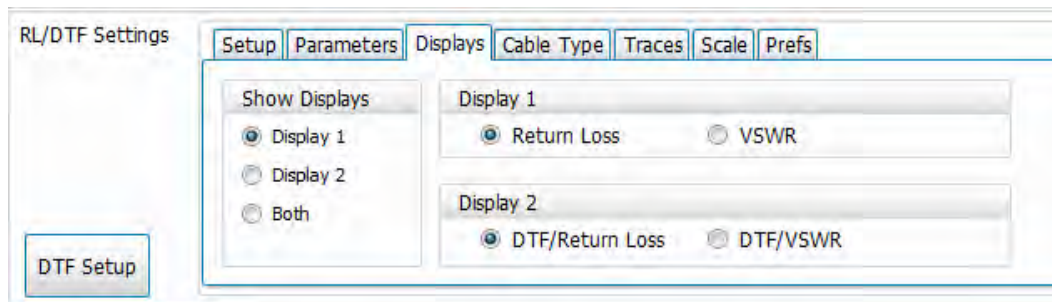 RL/DTF Settings
Setup Parameters Displays Cable Type Traces Scale Prefs
Show Displays
Display 1
Display 2
Both
Display 1
Return Loss VSWR
Display 2
DTF/Return Loss DTF/VSWR
DTF Setup